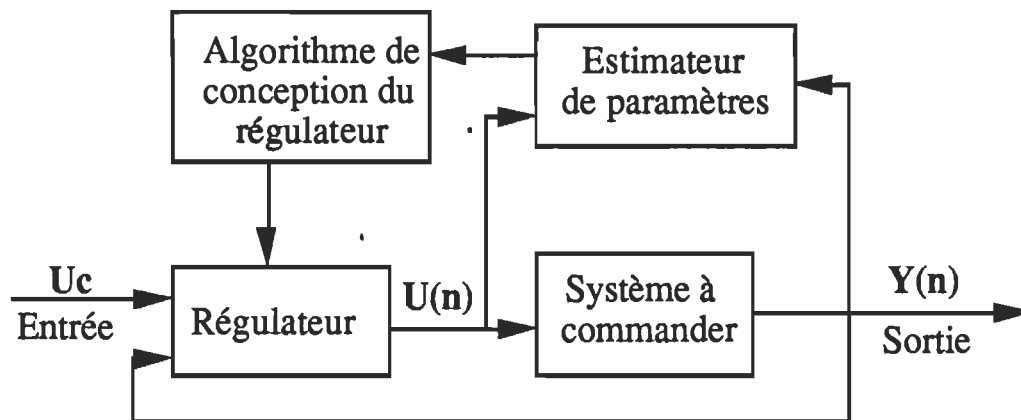 Algorithme de
conception du
régulateur
Estimateur
de paramètres
Uc
Entrée
Régulateur
U(n)
Système à
commander
Y(n)
Sortie